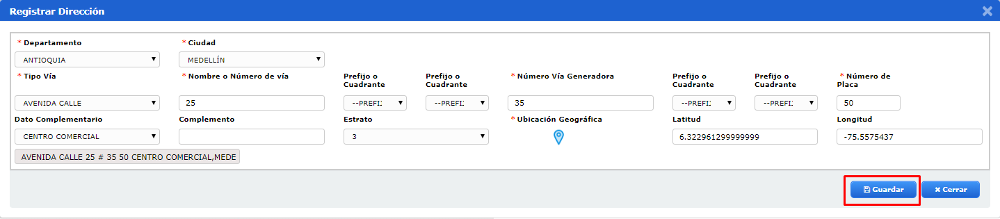 Registrar Dirección
* Departamento * Ciudad
ANTIOQUIA MEDELLÍN
* Tipo Vía * Nombre o Número de vía Prefijo o Cuadrante Prefijo o Cuadrante * Número Vía Generadora Prefijo o Cuadrante Prefijo o Cuadrante * Número de Placa
AVENIDA CALLE 25 --PREFI --PREFI 35 --PREFI --PREFI 50
Dato Complementario Complemento Estrato * Ubicación Geográfica Latitud Longitud
CENTRO COMERCIAL 3 6.322961299999999 -75.5575437
AVENIDA CALLE 25 # 35 50 CENTRO COMERCIAL,MEDE
Guardar Cerrar